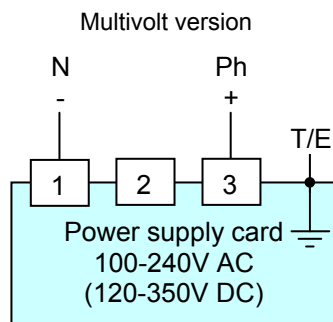 Multivolt version
N Ph
- +
T/E
1 2 3
Power supply card
100-240V AC
(120-350V DC)